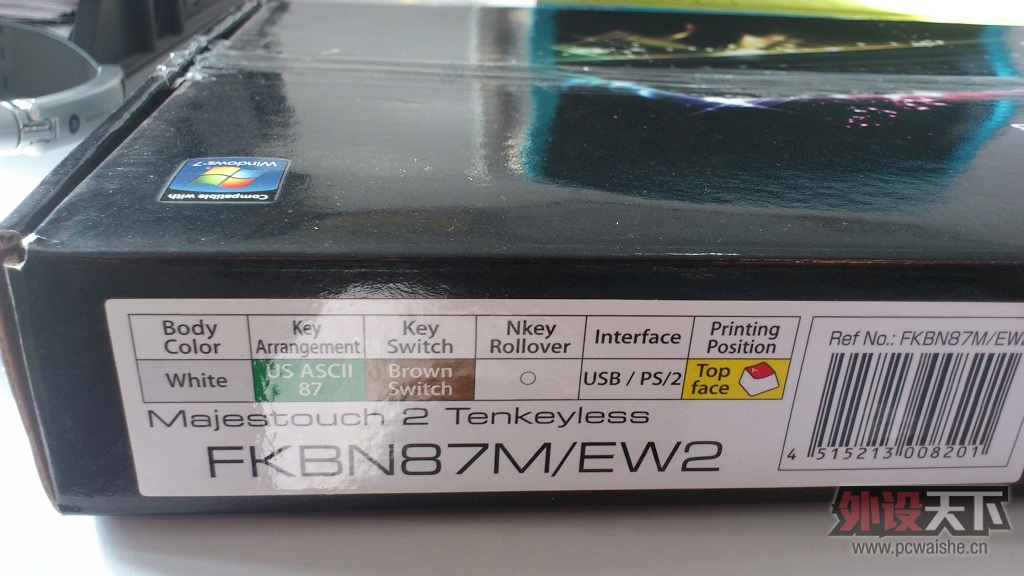 Compatible with
Windows 7
Body Color
Key Arrangement
Key Switch
Nkey Rollover
Interface
Printing Position
White
US ASCII 87
Brown Switch
○
USB / PS/2
Top face
Majestouch 2 Tenkeyless
FKBN87M/EW2
Ref No.: FKBN87M/EW2
4 515213 008201
外设天下
www.pcwaishe.cn